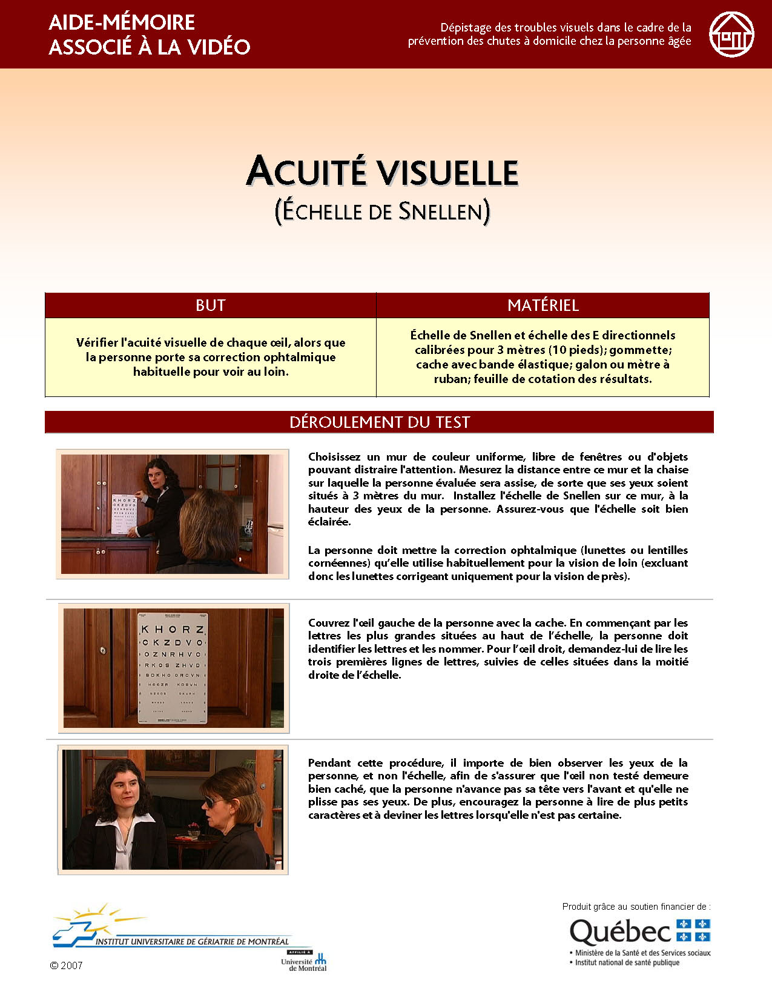 AIDE-MÉMOIRE
ASSOCIÉ À LA VIDÉO
Dépistage des troubles visuels dans le cadre de la
prévention des chutes à domicile chez la personne âgée
ACUITÉ VISUELLE
(ÉCHELLE DE SNELLEN)
BUT
Vérifier l'acuité visuelle de chaque œil, alors que
la personne porte sa correction ophtalmique
habituelle pour voir au loin.
MATÉRIEL
Échelle de Snellen et échelle des E directionnels
calibrées pour 3 mètres (10 pieds); gommette;
cache avec bande élastique; galon ou mètre à
ruban; feuille de cotation des résultats.
DÉROULEMENT DU TEST
KHORZ
CKZDVO
Choisissez un mur de couleur uniforme, libre de fenêtres ou d'objets
pouvant distraire l'attention. Mesurez la distance entre ce mur et la chaise
sur laquelle la personne évaluée sera assise, de sorte que ses yeux soient
situés à 3 mètres du mur. Installez l'échelle de Snellen sur ce mur, à la
hauteur des yeux de la personne. Assurez-vous que l'échelle soit bien
éclairée.
La personne doit mettre la correction ophtalmique (lunettes ou lentilles
cornéennes) qu’elle utilise habituellement pour la vision de loin (excluant
donc les lunettes corrigeant uniquement pour la vision de près).
K H O R Z
C K Z D V O
O Z N R H V C
R K C S Z H V D
Couvrez l'œil gauche de la personne avec la cache. En commençant par les
lettres les plus grandes situées au haut de l’échelle, la personne doit
identifier les lettres et les nommer. Pour l’œil droit, demandez-lui de lire les
trois premières lignes de lettres, suivies de celles situées dans la moitié
droite de l’échelle.
Pendant cette procédure, il importe de bien observer les yeux de la
personne, et non l'échelle, afin de s'assurer que l'œil non testé demeure
bien caché, que la personne n'avance pas sa tête vers l'avant et qu'elle ne
plisse pas ses yeux. De plus, encouragez la personne à lire de plus petits
caractères et à deviner les lettres lorsqu'elle n'est pas certaine.
INSTITUT UNIVERSITAIRE DE GÉRIATRIE DE MONTRÉAL
AFFILIÉ À
Université
de Montréal
© 2007
Produit grâce au soutien financier de :
Québec
• Ministère de la Santé et des Services sociaux
• Institut national de santé publique